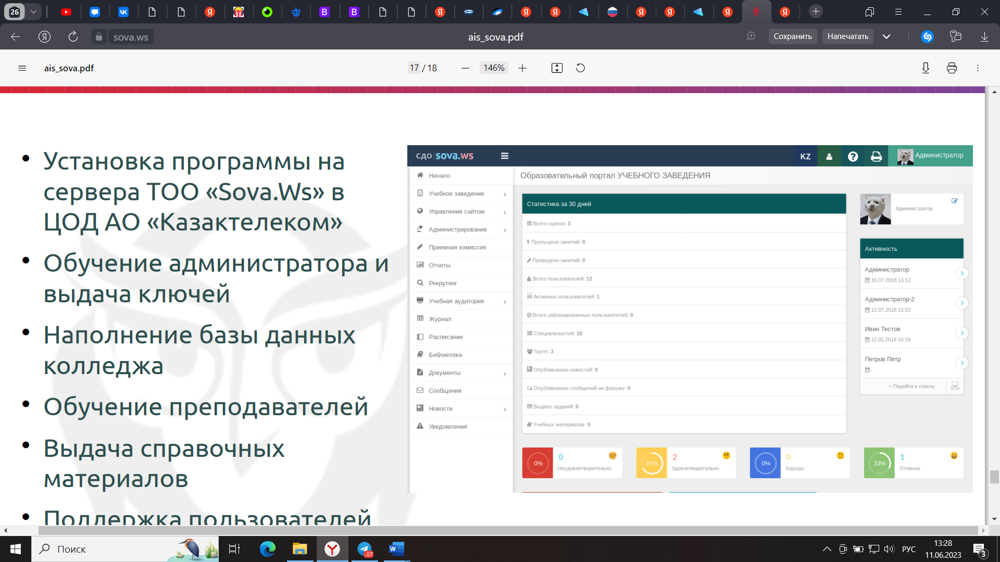 26
sova.ws
ais_sova.pdf
Сохранить
Напечатать
ais_sova.pdf
17 / 18
146%
Установка программы на
сервера ТОО «Sova.Ws» в
ЦОД АО «Казактелеком»
Обучение администратора и
выдача ключей
Наполнение базы данных
колледжа
Обучение преподавателей
Выдача справочных
материалов
Поддержка пользователей
СДО sova.ws
KZ
Администратор
Начало
Учебное заведение
Управление сайтом
Администрирование
Приемная комиссия
Отчеты
Рекрутинг
Учебная аудитория
Журнал
Расписание
Библиотека
Документы
Сообщения
Новости
Уведомления
Образовательный портал УЧЕБНОГО ЗАВЕДЕНИЯ
Статистика за 30 дней
Всего оценок: 3
Пропущено занятий: 0
Проведено занятий: 0
Всего пользователей: 12
Активных пользователей: 1
Всего заблокированных пользователей: 0
Специальностей: 10
Групп: 3
Опубликовано новостей: 0
Опубликовано сообщений на форуме: 0
Выдано заданий: 0
Учебных материалов: 0
Администратор
Активность
Администратор
16.07.2018 13:12
Администратор-2
12.07.2018 15:52
Иван Тестов
12.02.2018 16:19
Петров Петр
-
Перейти к списку
0%
0
Неудовлетворительно
67%
2
Удовлетворительно
0%
0
Хорошо
33%
1
Отлично
Поиск
РУС
13:28
11.06.2023
3